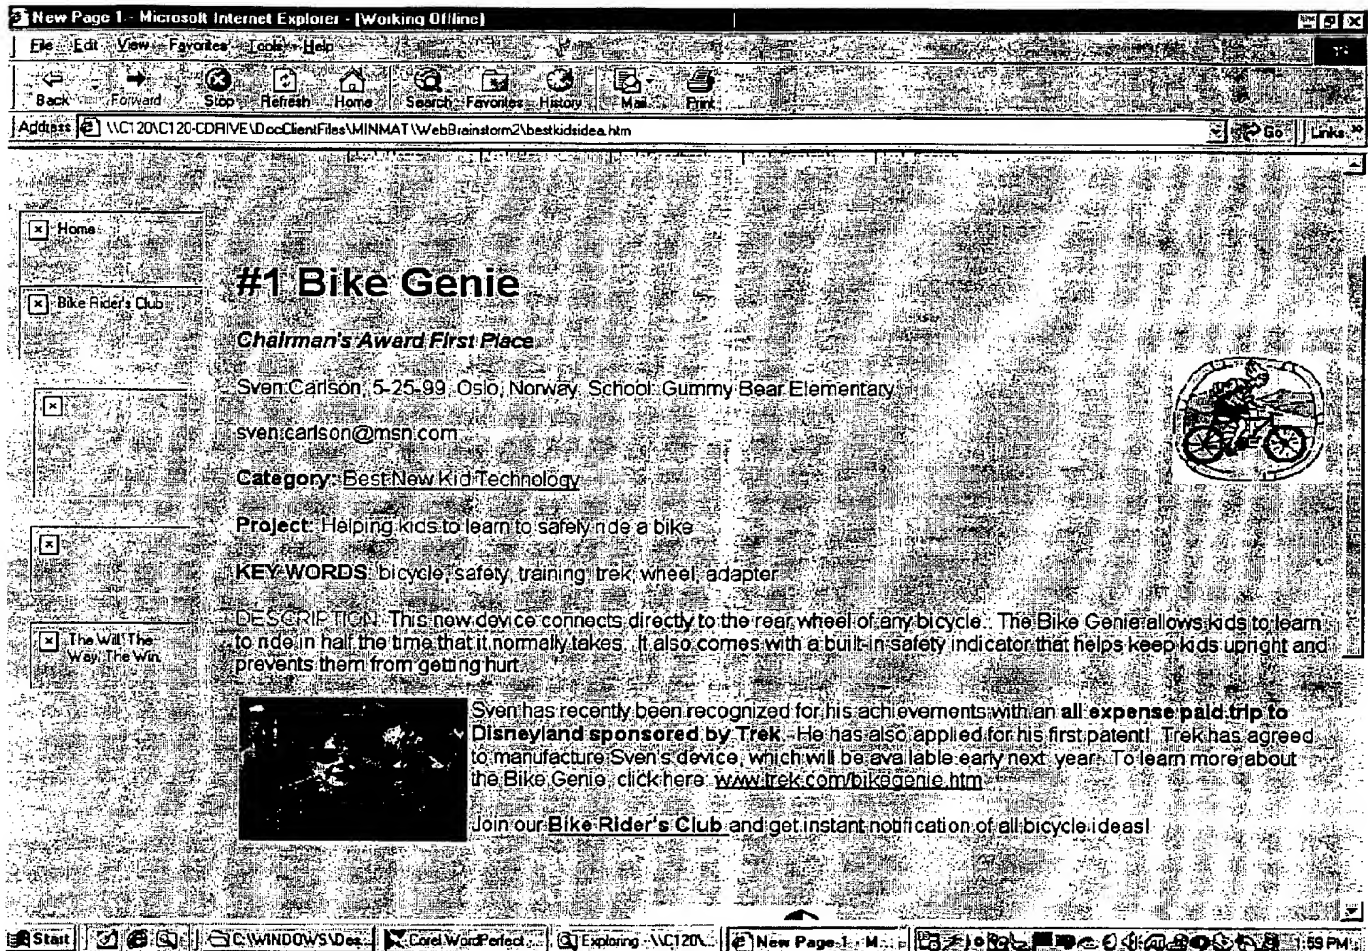 New Page 1 - Microsoft Internet Explorer - [Working Offline]
File Edit View Favorites Tools Help
Back Forward Stop Refresh Home Search Favorites History Mail Print
Address \\C120\C120-CDRIVE\DocClientFiles\MINMAT\WebBrainstorm2\bestkidsidea.htm Go Links »
Home
Bike Rider's Club
The Will The
Way The Win
#1 Bike Genie
Chairman's Award First Place
Sven Carlson, 5-25-99, Oslo, Norway. School: Gummy Bear Elementary
sven.carlson@msn.com
Category: Best New Kid Technology
Project: Helping kids to learn to safely ride a bike
KEY WORDS: bicycle, safety, training, trek, wheel, adapter
DESCRIPTION: This new device connects directly to the rear wheel of any bicycle. The Bike Genie allows kids to learn
to ride in half the time that it normally takes. It also comes with a built-in safety indicator that helps keep kids upright and
prevents them from getting hurt.
Sven has recently been recognized for his achievements with an all expense paid trip to
Disneyland sponsored by Trek. He has also applied for his first patent! Trek has agreed
to manufacture Sven's device, which will be available early next year. To learn more about
the Bike Genie, click here: www.trek.com/bikegenie.htm
Join our Bike Rider's Club and get instant notification of all bicycle ideas!
Start C:\WINDOWS\Des... Corel WordPerfect ... Exploring - \\C120\... New Page 1 - M... :55 PM